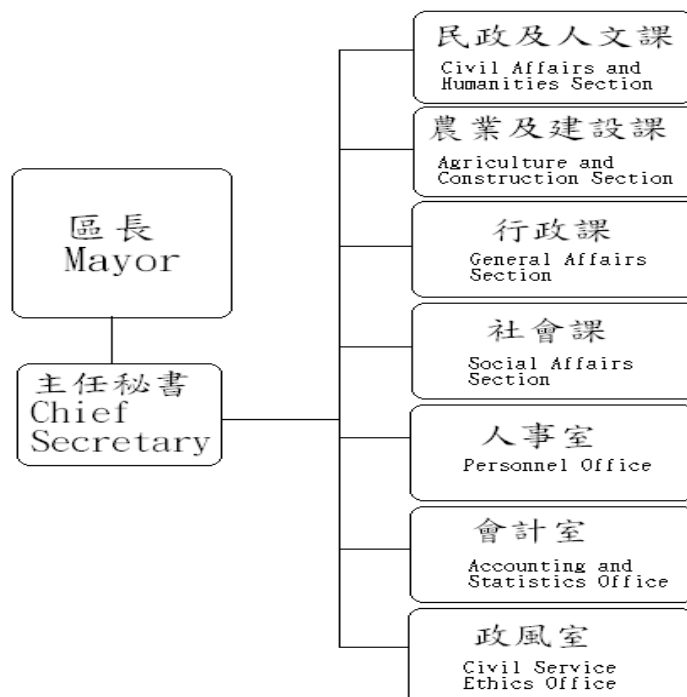 區長
Mayor
主任秘書
Chief
Secretary
民政及人文課
Civil Affairs and
Humanities Section
農業及建設課
Agriculture and
Construction Section
行政課
General Affairs
Section
社會課
Social Affairs
Section
人事室
Personnel Office
會計室
Accounting and
Statistics Office
政風室
Civil Service
Ethics Office